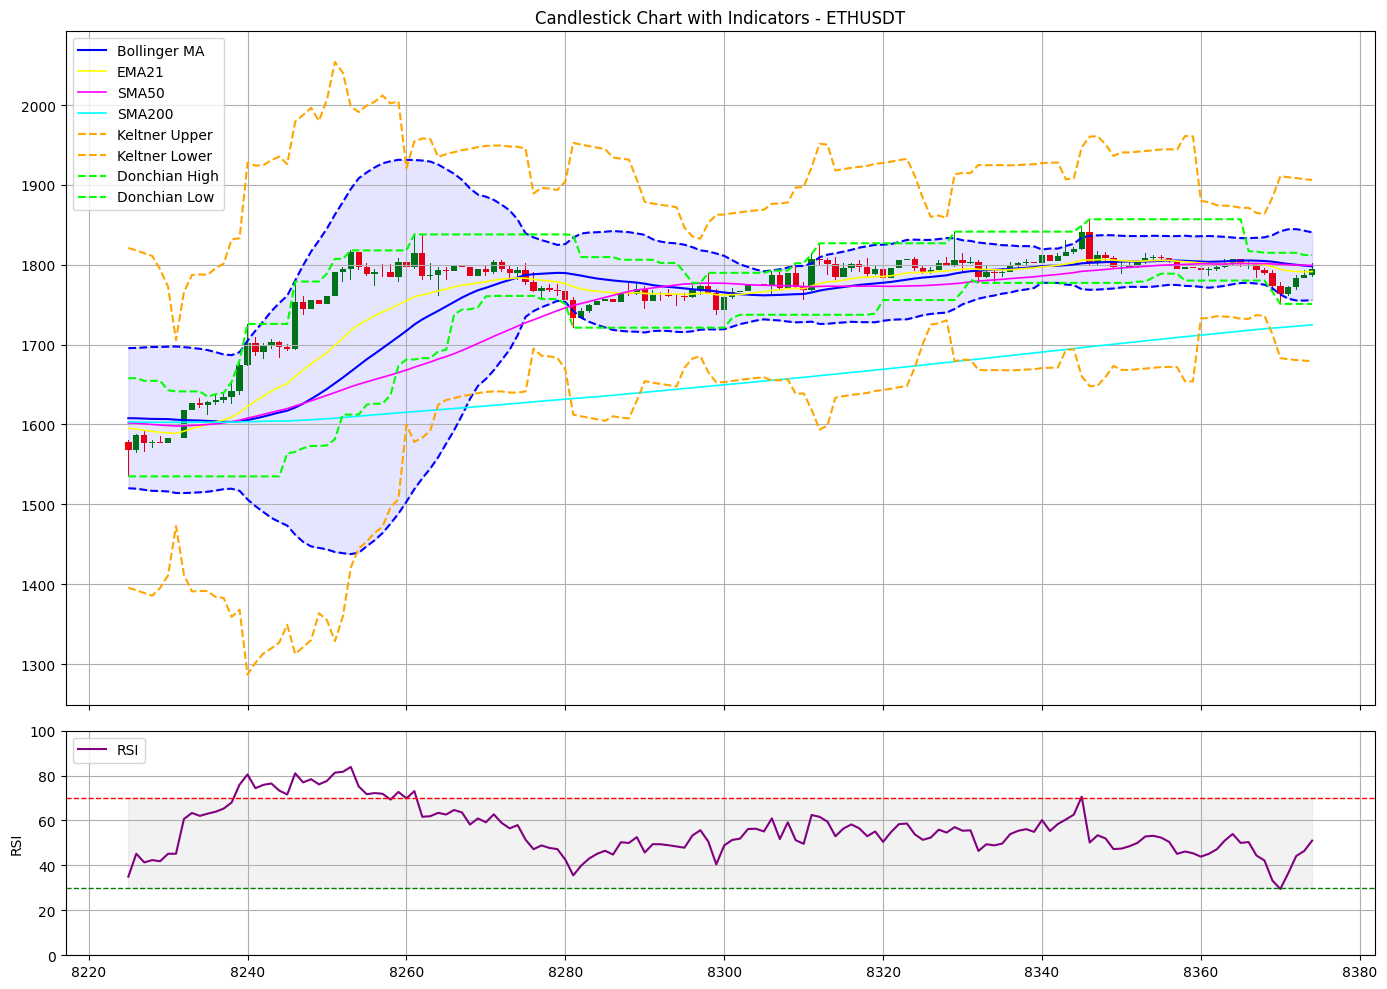 Candlestick Chart with Indicators - ETHUSDT
Bollinger MA
EMA21
SMA50
SMA200
Keltner Upper
Keltner Lower
Donchian High
Donchian Low
2000
1900
1800
1700
1600
1500
1400
1300
RSI
100
80
60
40
20
0
RSI
8220
8240
8260
8280
8300
8320
8340
8360
8380